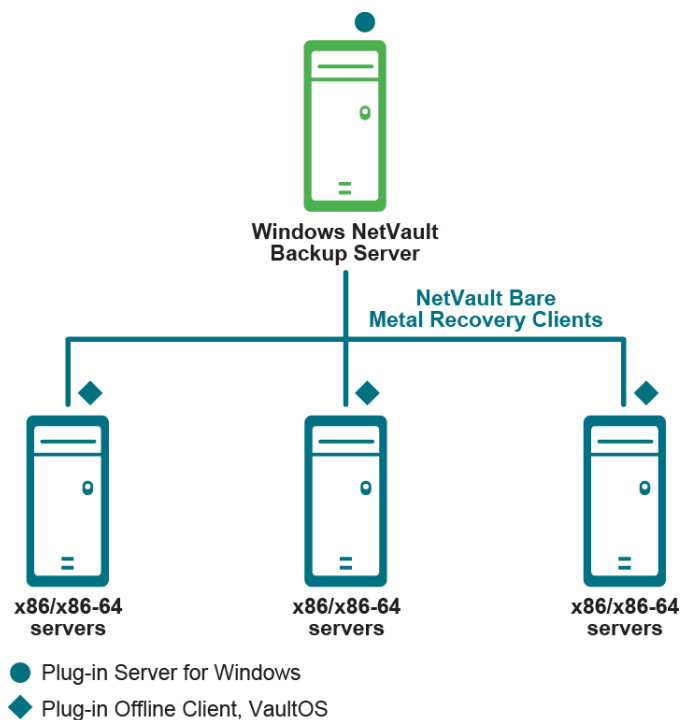 Windows NetVault
Backup Server
NetVault Bare
Metal Recovery Clients
x86/x86-64
servers
x86/x86-64
servers
x86/x86-64
servers
Plug-in Server for Windows
Plug-in Offline Client, VaultOS